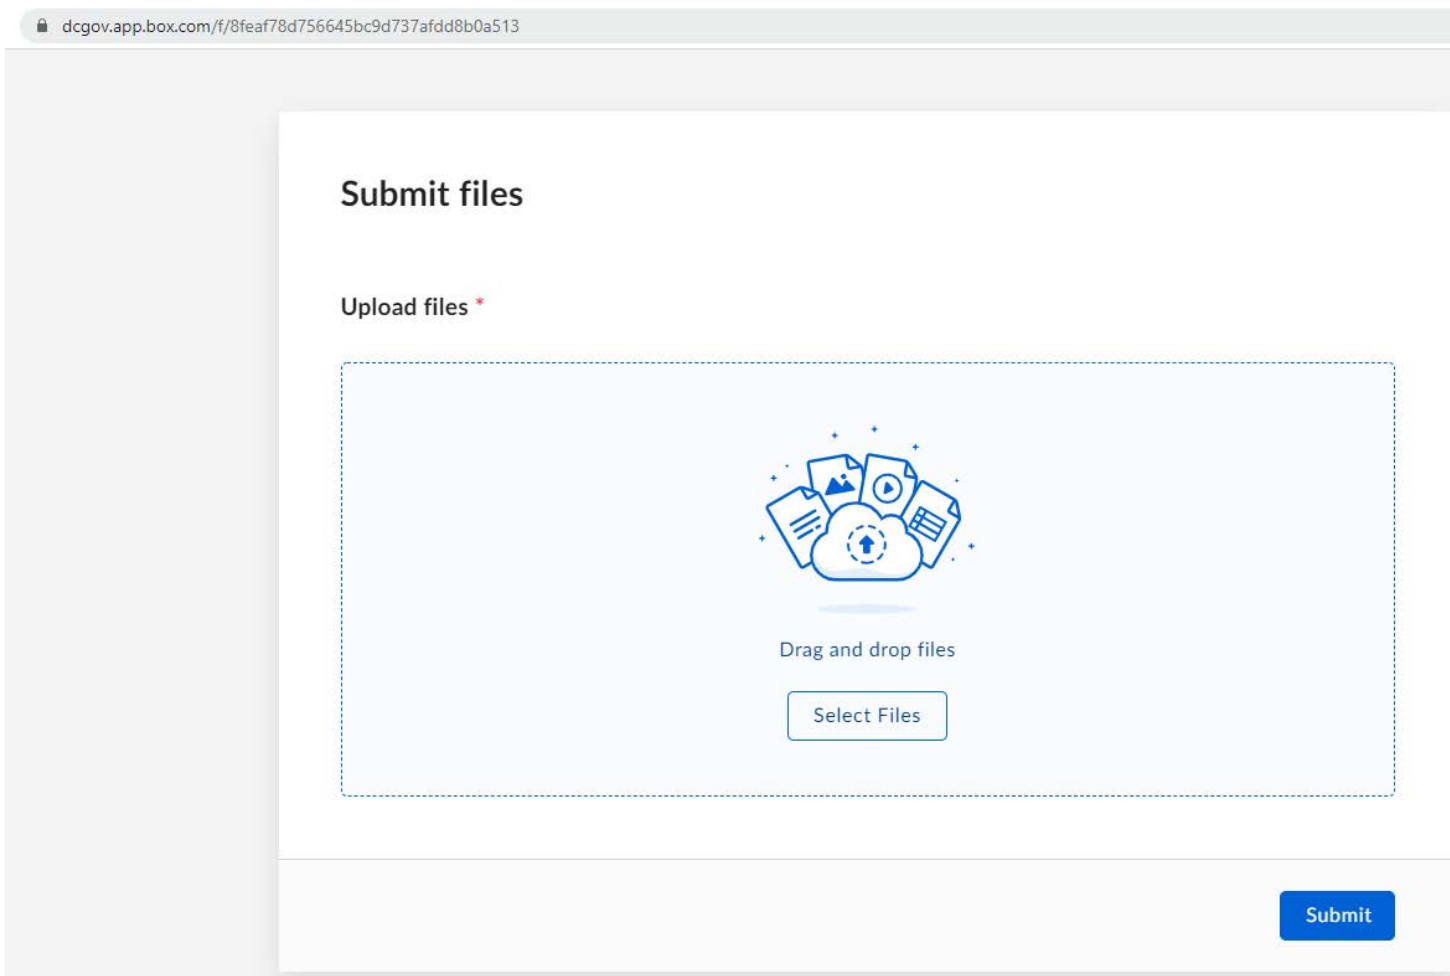 dcgov.app.box.com/f/8feaf78d756645bc9d737afdd8b0a513
Submit files
Upload files *
Drag and drop files
Select Files
Submit